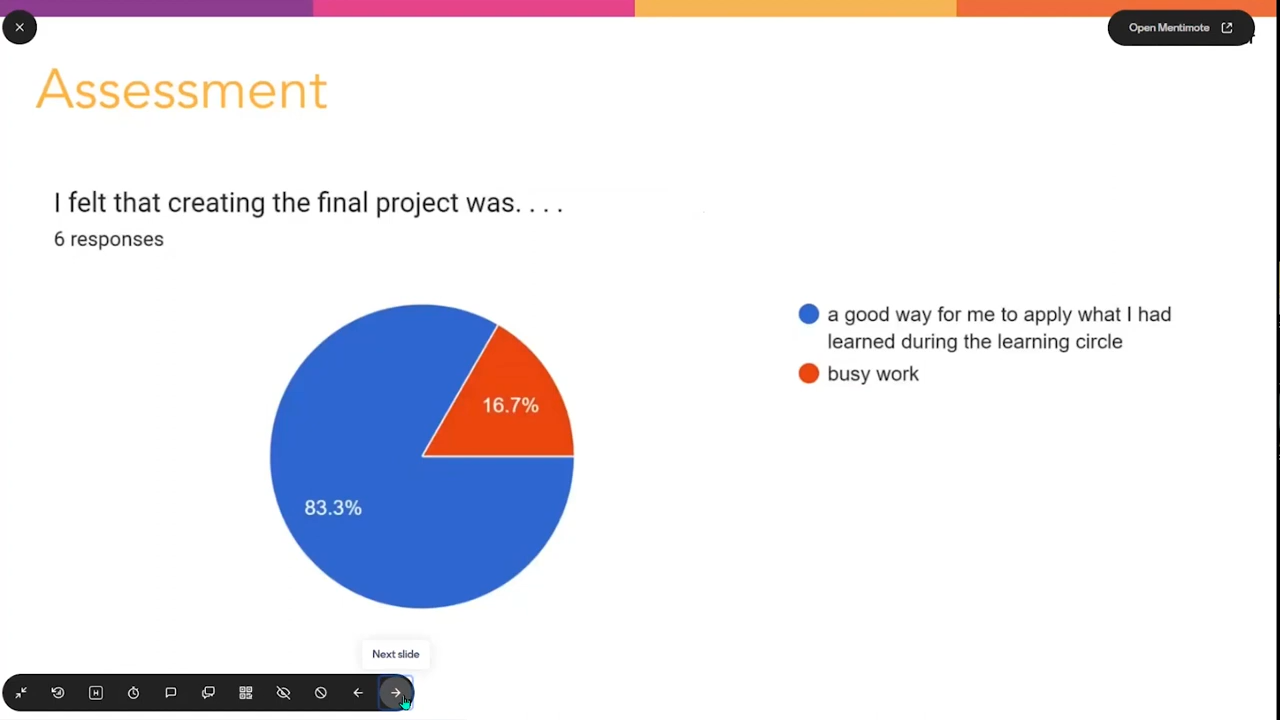 Open Mentimote
Assessment
I felt that creating the final project was. . . .
6 responses
a good way for me to apply what I had
learned during the learning circle
busy work
16.7%
83.3%
Next slide